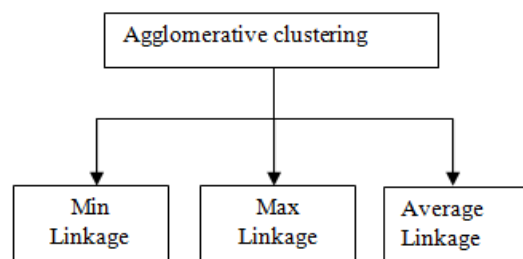 Agglomerative clustering
Min
Linkage
Max
Linkage
Average
Linkage